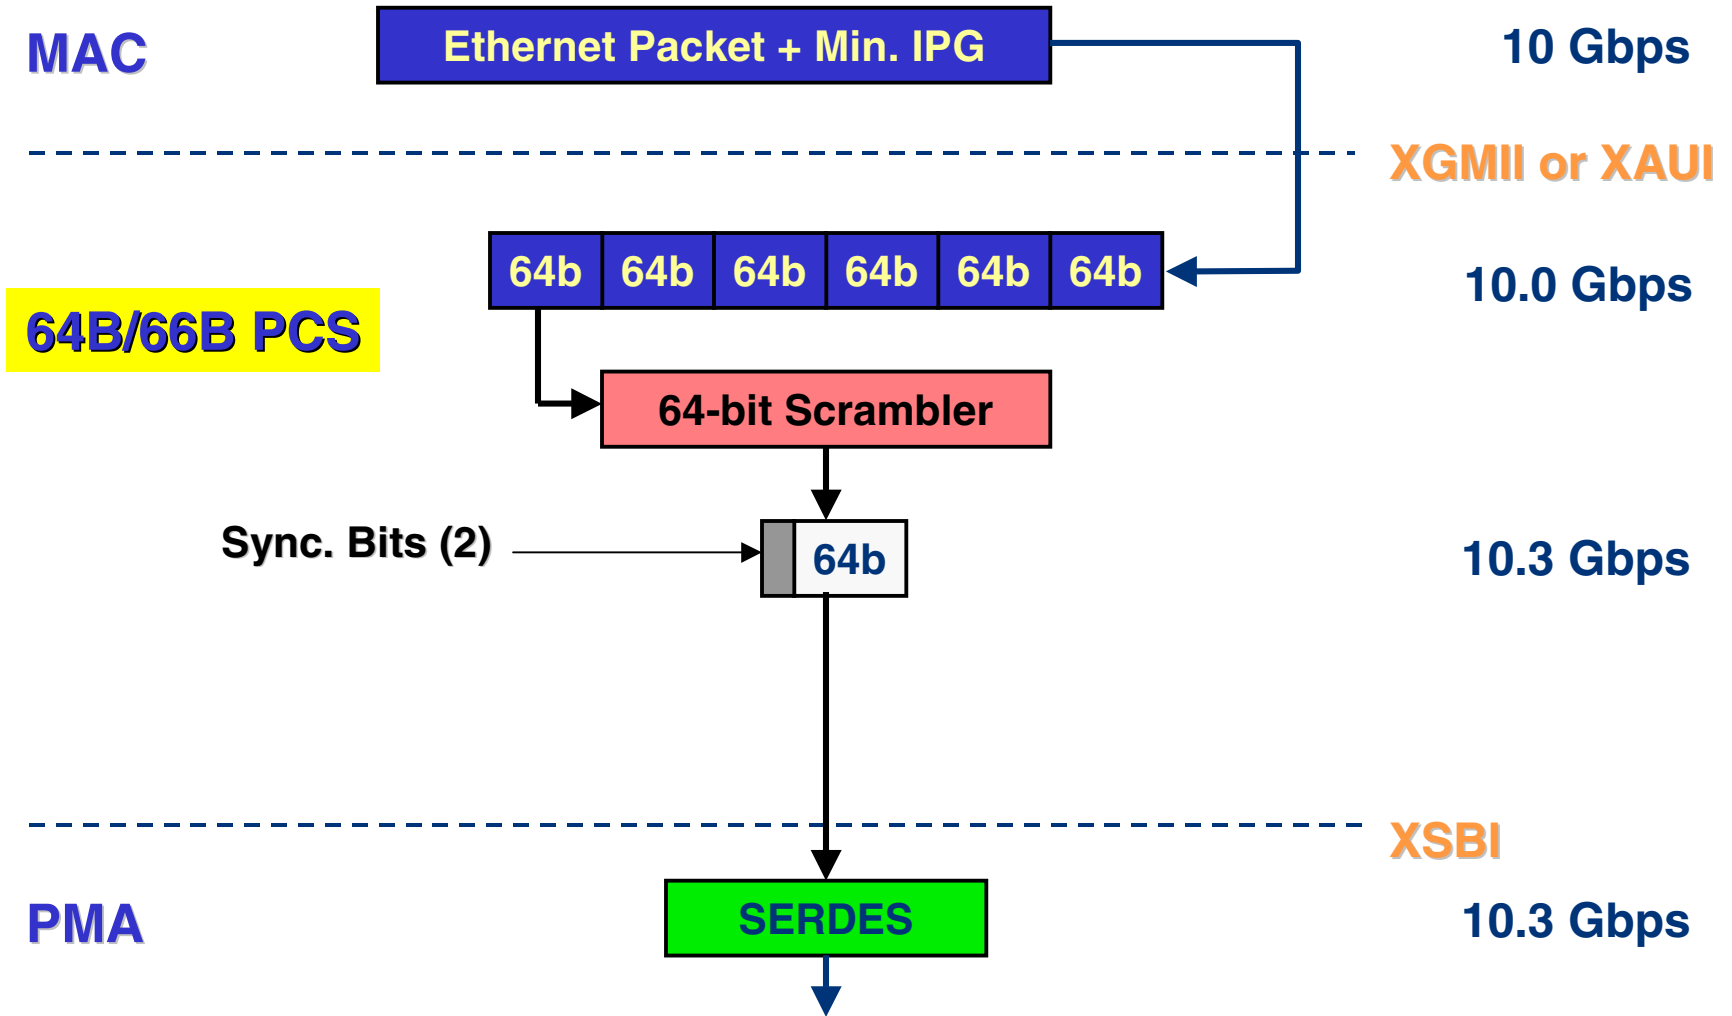 MAC
Ethernet Packet + Min. IPG
10 Gbps
XGMII or XAUI
64b 64b 64b 64b 64b 64b
10.0 Gbps
64B/66B PCS
64-bit Scrambler
Sync. Bits (2)
64b
10.3 Gbps
XSBI
PMA
SERDES
10.3 Gbps